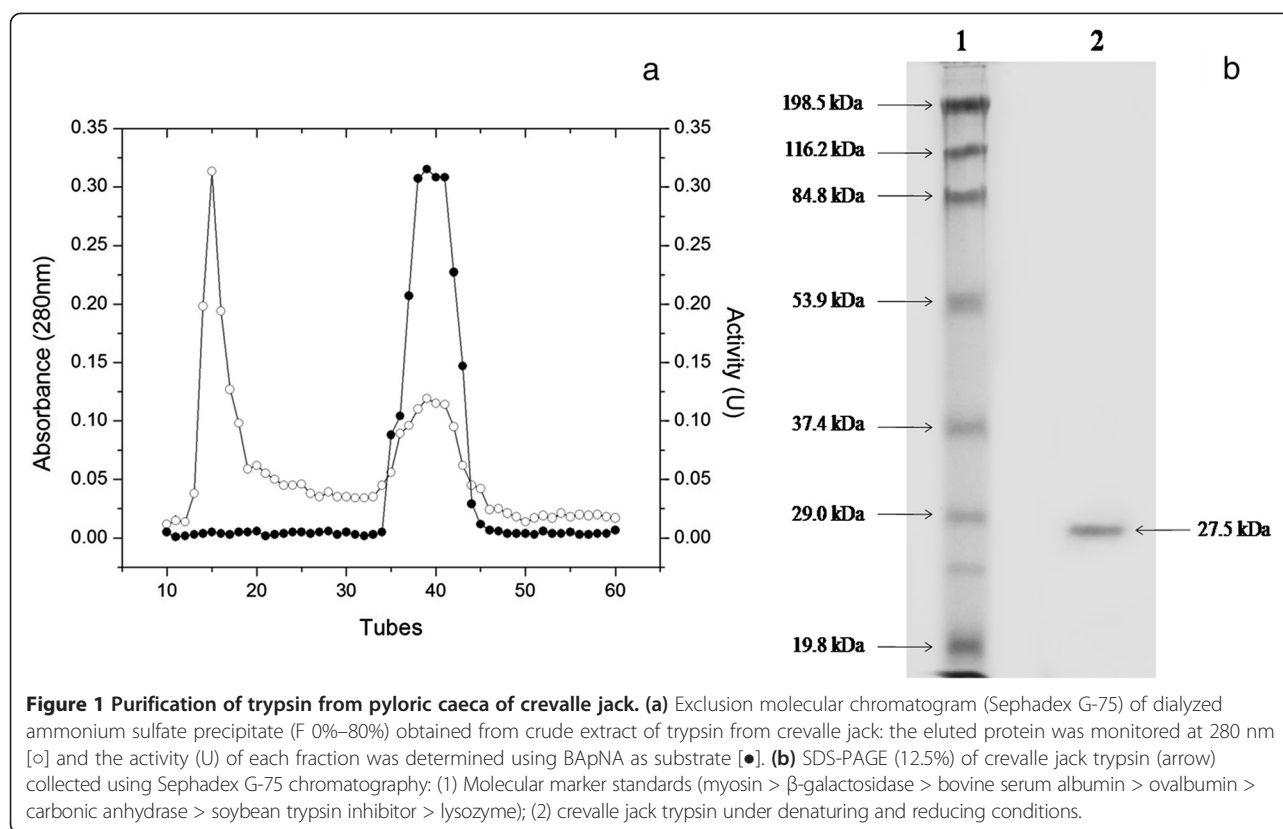 a
0.35
0.30
0.25
0.20
0.15
0.10
0.05
0.00
Absorbance (280nm)
10 20 30 40 50 60
Tubes
0.35
0.30
0.25
0.20
0.15
0.10
0.05
0.00
Activity (U)
b
1 2
198.5 kDa
116.2 kDa
84.8 kDa
53.9 kDa
37.4 kDa
29.0 kDa
27.5 kDa
19.8 kDa
Figure 1 Purification of trypsin from pyloric caeca of crevalle jack. (a) Exclusion molecular chromatogram (Sephadex G-75) of dialyzed
ammonium sulfate precipitate (F 0%–80%) obtained from crude extract of trypsin from crevalle jack: the eluted protein was monitored at 280 nm
[○] and the activity (U) of each fraction was determined using BApNA as substrate [●]. (b) SDS-PAGE (12.5%) of crevalle jack trypsin (arrow)
collected using Sephadex G-75 chromatography: (1) Molecular marker standards (myosin > β-galactosidase > bovine serum albumin > ovalbumin >
carbonic anhydrase > soybean trypsin inhibitor > lysozyme); (2) crevalle jack trypsin under denaturing and reducing conditions.